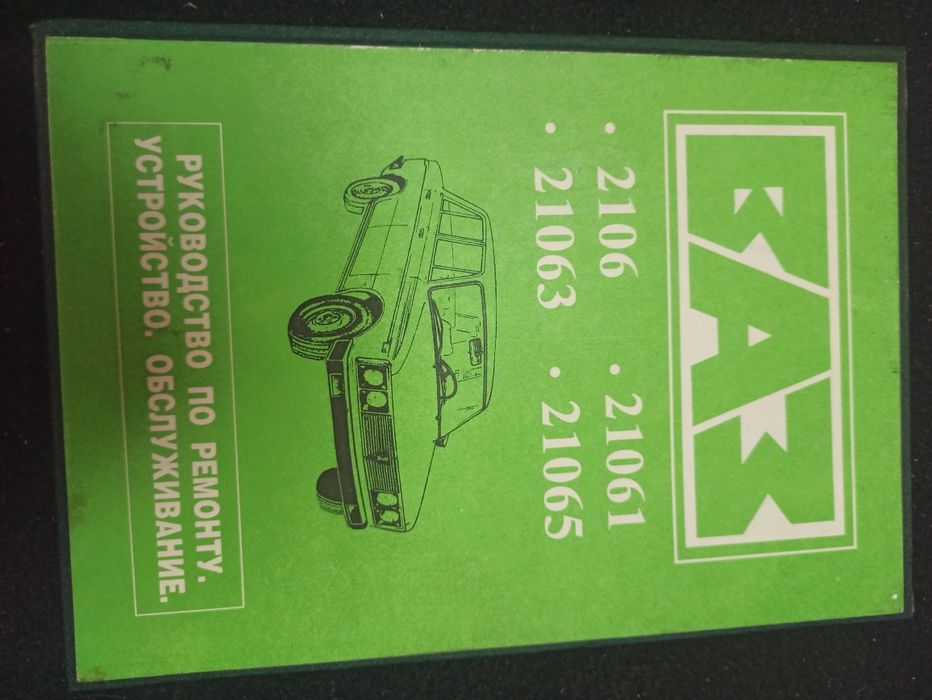 ВАЗ
• 2106 • 21061
• 21063 • 21065
РУКОВОДСТВО ПО РЕМОНТУ.
УСТРОЙСТВО. ОБСЛУЖИВАНИЕ.